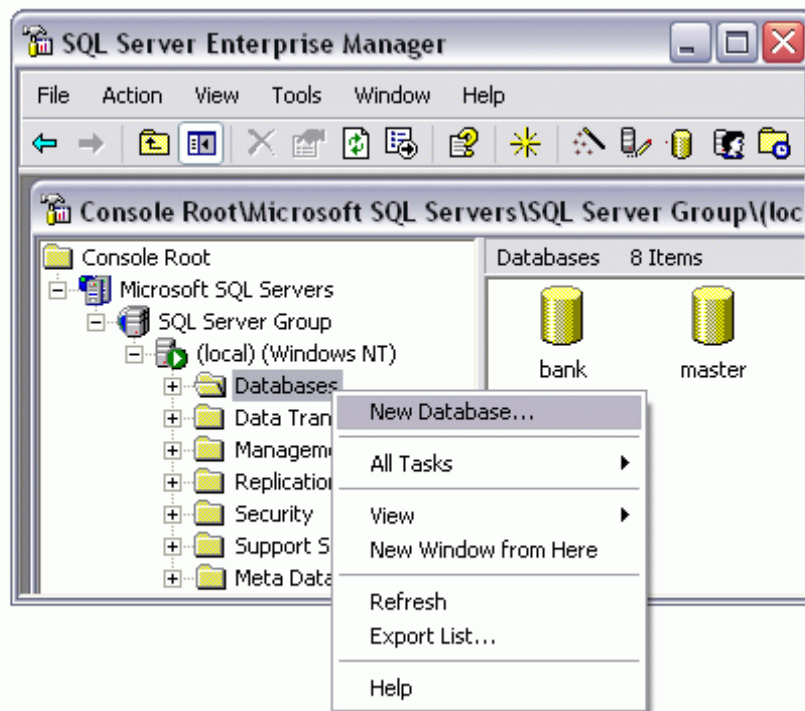 SQL Server Enterprise Manager
File Action View Tools Window Help
Console Root\Microsoft SQL Servers\SQL Server Group\(loc
Console Root
Microsoft SQL Servers
SQL Server Group
(local) (Windows NT)
Databases
Data Tran
Managem
Replication
Security
Support S
Meta Data
Databases 8 Items
bank master
New Database...
All Tasks
View
New Window from Here
Refresh
Export List...
Help